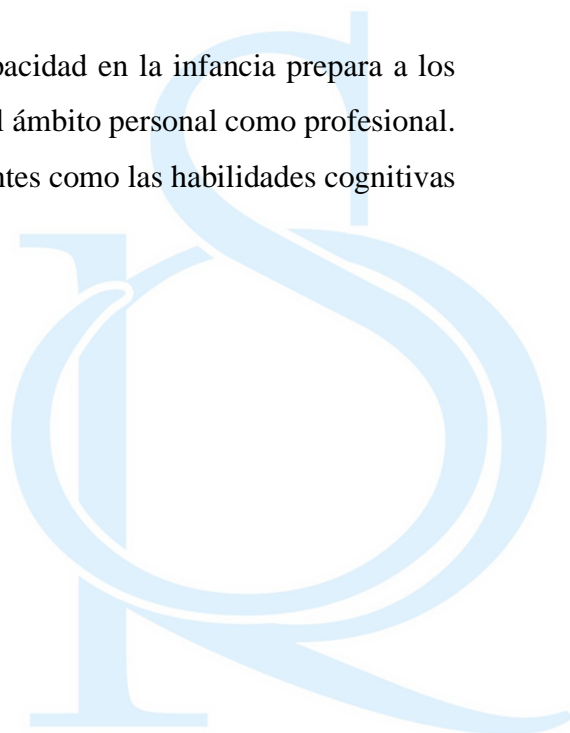 pacidad en la infancia prepara a los
l ámbito personal como profesional.
ntes como las habilidades cognitivas